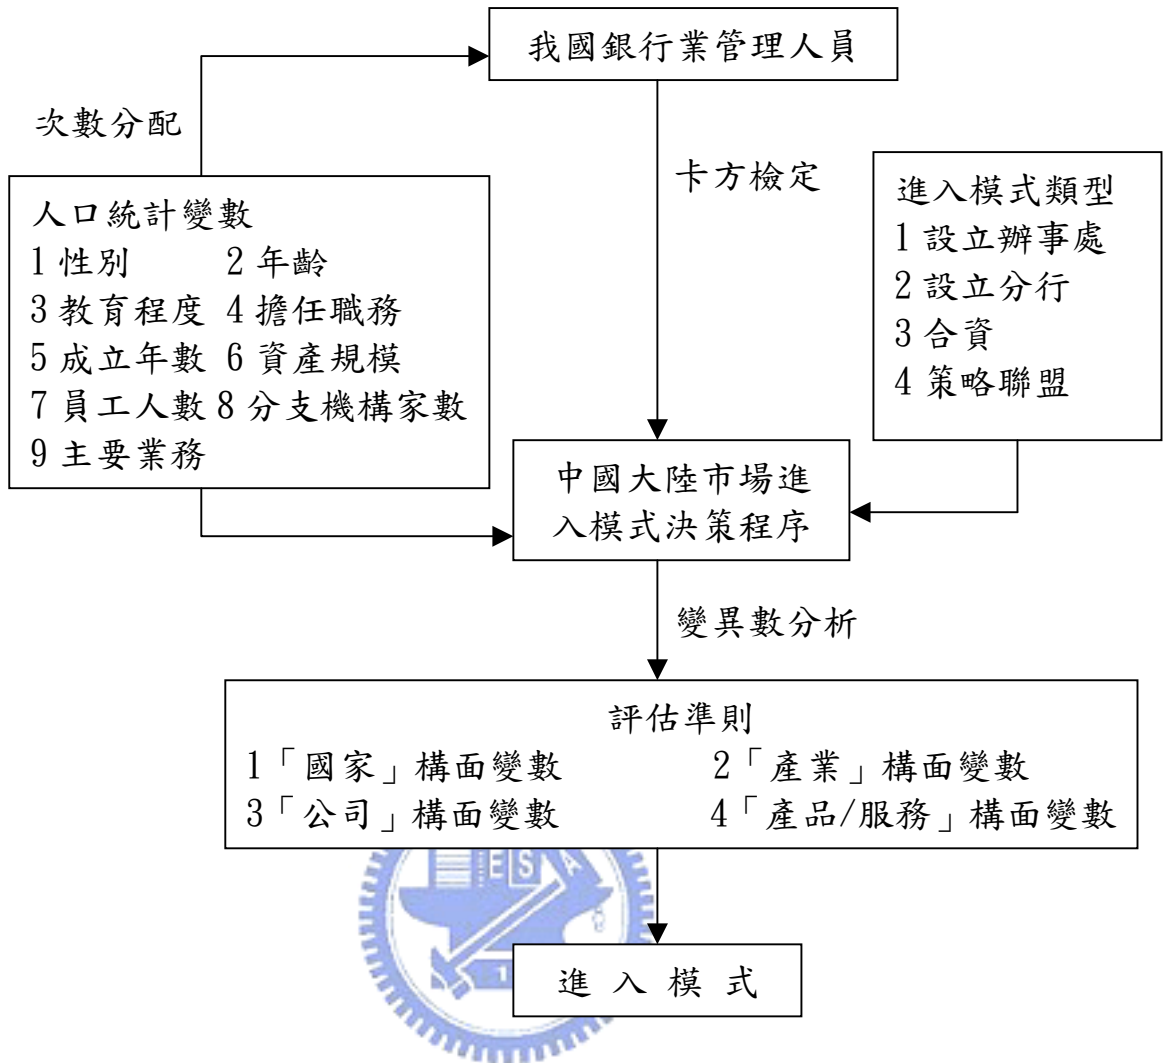 我國銀行業管理人員
次數分配
卡方檢定
人口統計變數
1 性別 2 年齡
3 教育程度 4 擔任職務
5 成立年數 6 資產規模
7 員工人數 8 分支機構家數
9 主要業務
進入模式類型
1 設立辦事處
2 設立分行
3 合資
4 策略聯盟
中國大陸市場進
入模式決策程序
變異數分析
評估準則
1「國家」構面變數 2「產業」構面變數
3「公司」構面變數 4「產品/服務」構面變數
E S A
1
進 入 模 式